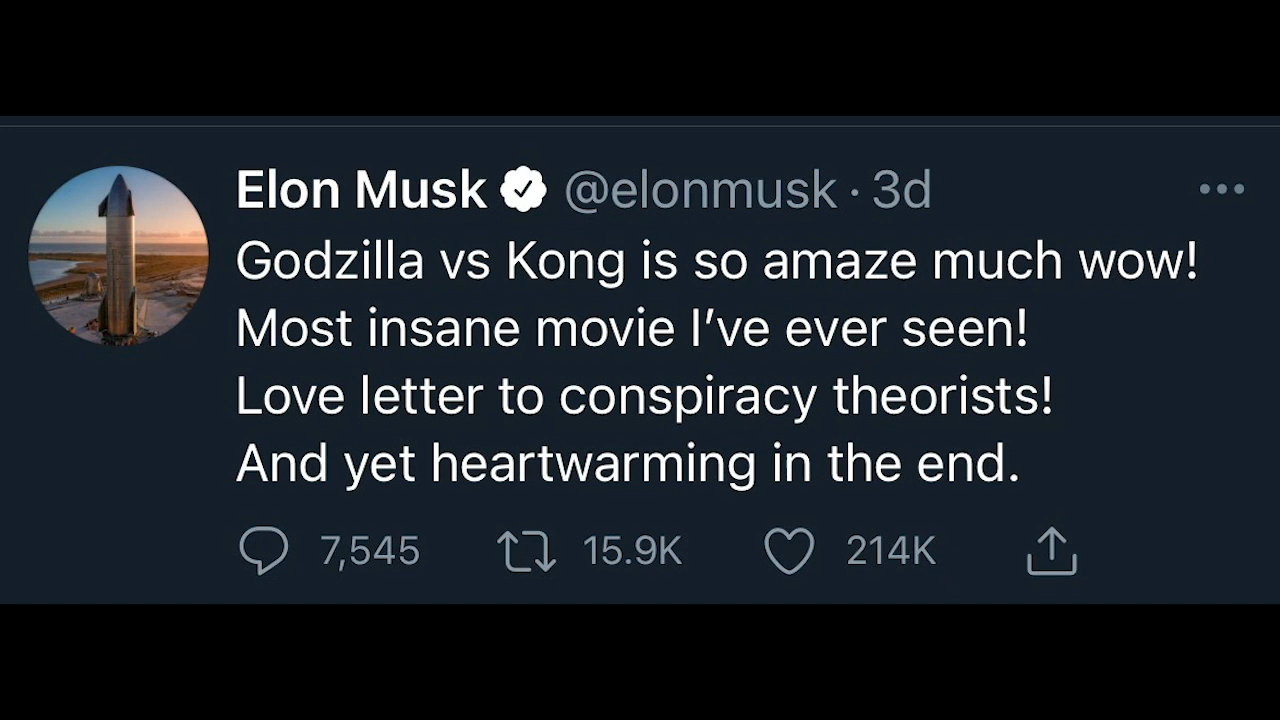 Elon Musk @elonmusk · 3d
Godzilla vs Kong is so amaze much wow!
Most insane movie I’ve ever seen!
Love letter to conspiracy theorists!
And yet heartwarming in the end.
7,545 15.9K 214K